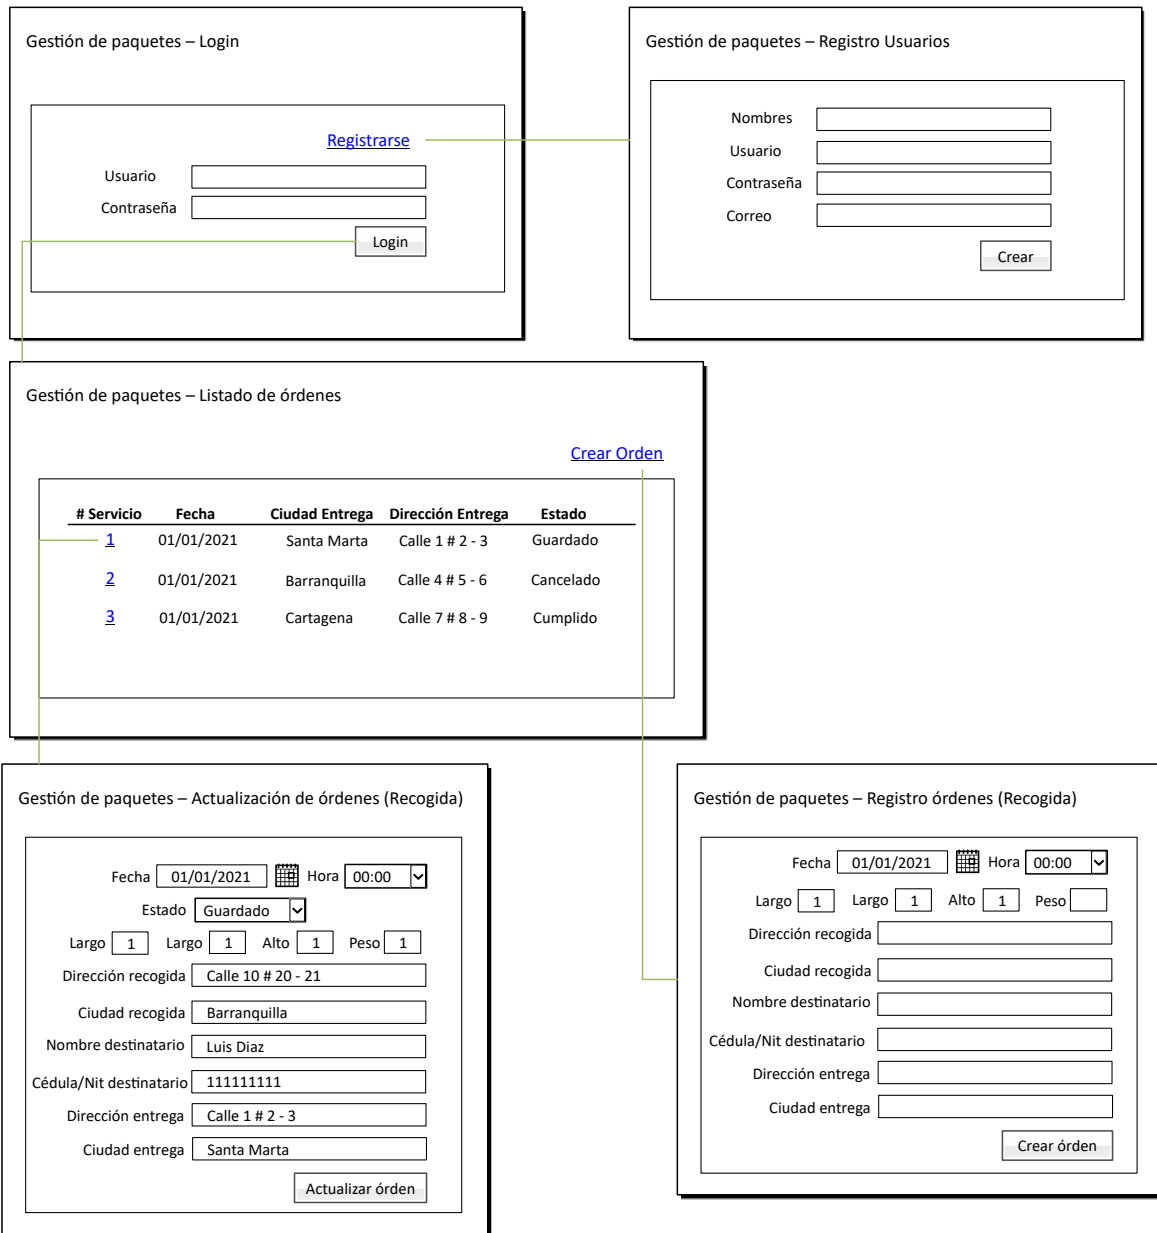 Gestión de paquetes – Login
Registrarse
Usuario
Contraseña
Login
Gestión de paquetes – Registro Usuarios
Nombres
Usuario
Contraseña
Correo
Crear
Gestión de paquetes – Listado de órdenes
Crear Orden
# Servicio Fecha Ciudad Entrega Dirección Entrega Estado
1 01/01/2021 Santa Marta Calle 1 # 2 - 3 Guardado
2 01/01/2021 Barranquilla Calle 4 # 5 - 6 Cancelado
3 01/01/2021 Cartagena Calle 7 # 8 - 9 Cumplido
Gestión de paquetes – Actualización de órdenes (Recogida)
Fecha 01/01/2021 Hora 00:00
Estado Guardado
Largo 1 Largo 1 Alto 1 Peso 1
Dirección recogida Calle 10 # 20 - 21
Ciudad recogida Barranquilla
Nombre destinatario Luis Diaz
Cédula/Nit destinatario 111111111
Dirección entrega Calle 1 # 2 - 3
Ciudad entrega Santa Marta
Actualizar órden
Gestión de paquetes – Registro órdenes (Recogida)
Fecha 01/01/2021 Hora 00:00
Largo 1 Largo 1 Alto 1 Peso
Dirección recogida
Ciudad recogida
Nombre destinatario
Cédula/Nit destinatario
Dirección entrega
Ciudad entrega
Crear órden